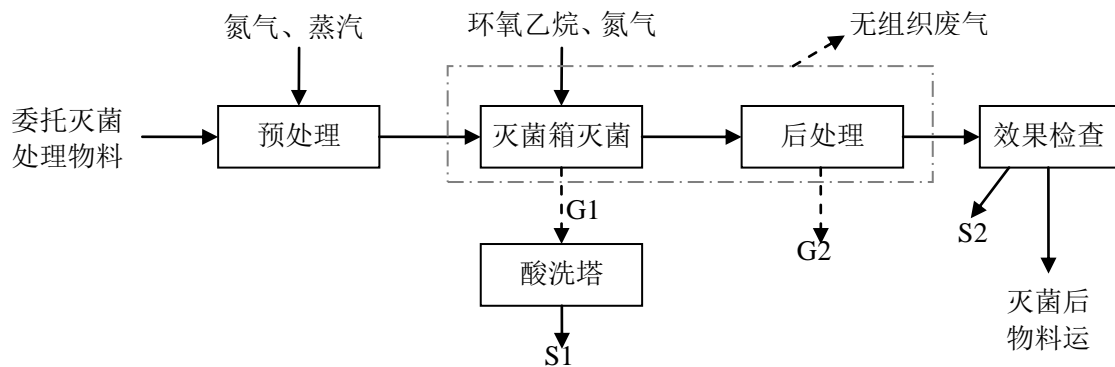 氮气、蒸汽
环氧乙烷、氮气
无组织废气
委托灭菌
处理物料
预处理
灭菌箱灭菌
后处理
效果检查
G1
G2
S2
酸洗塔
灭菌后
物料运
S1